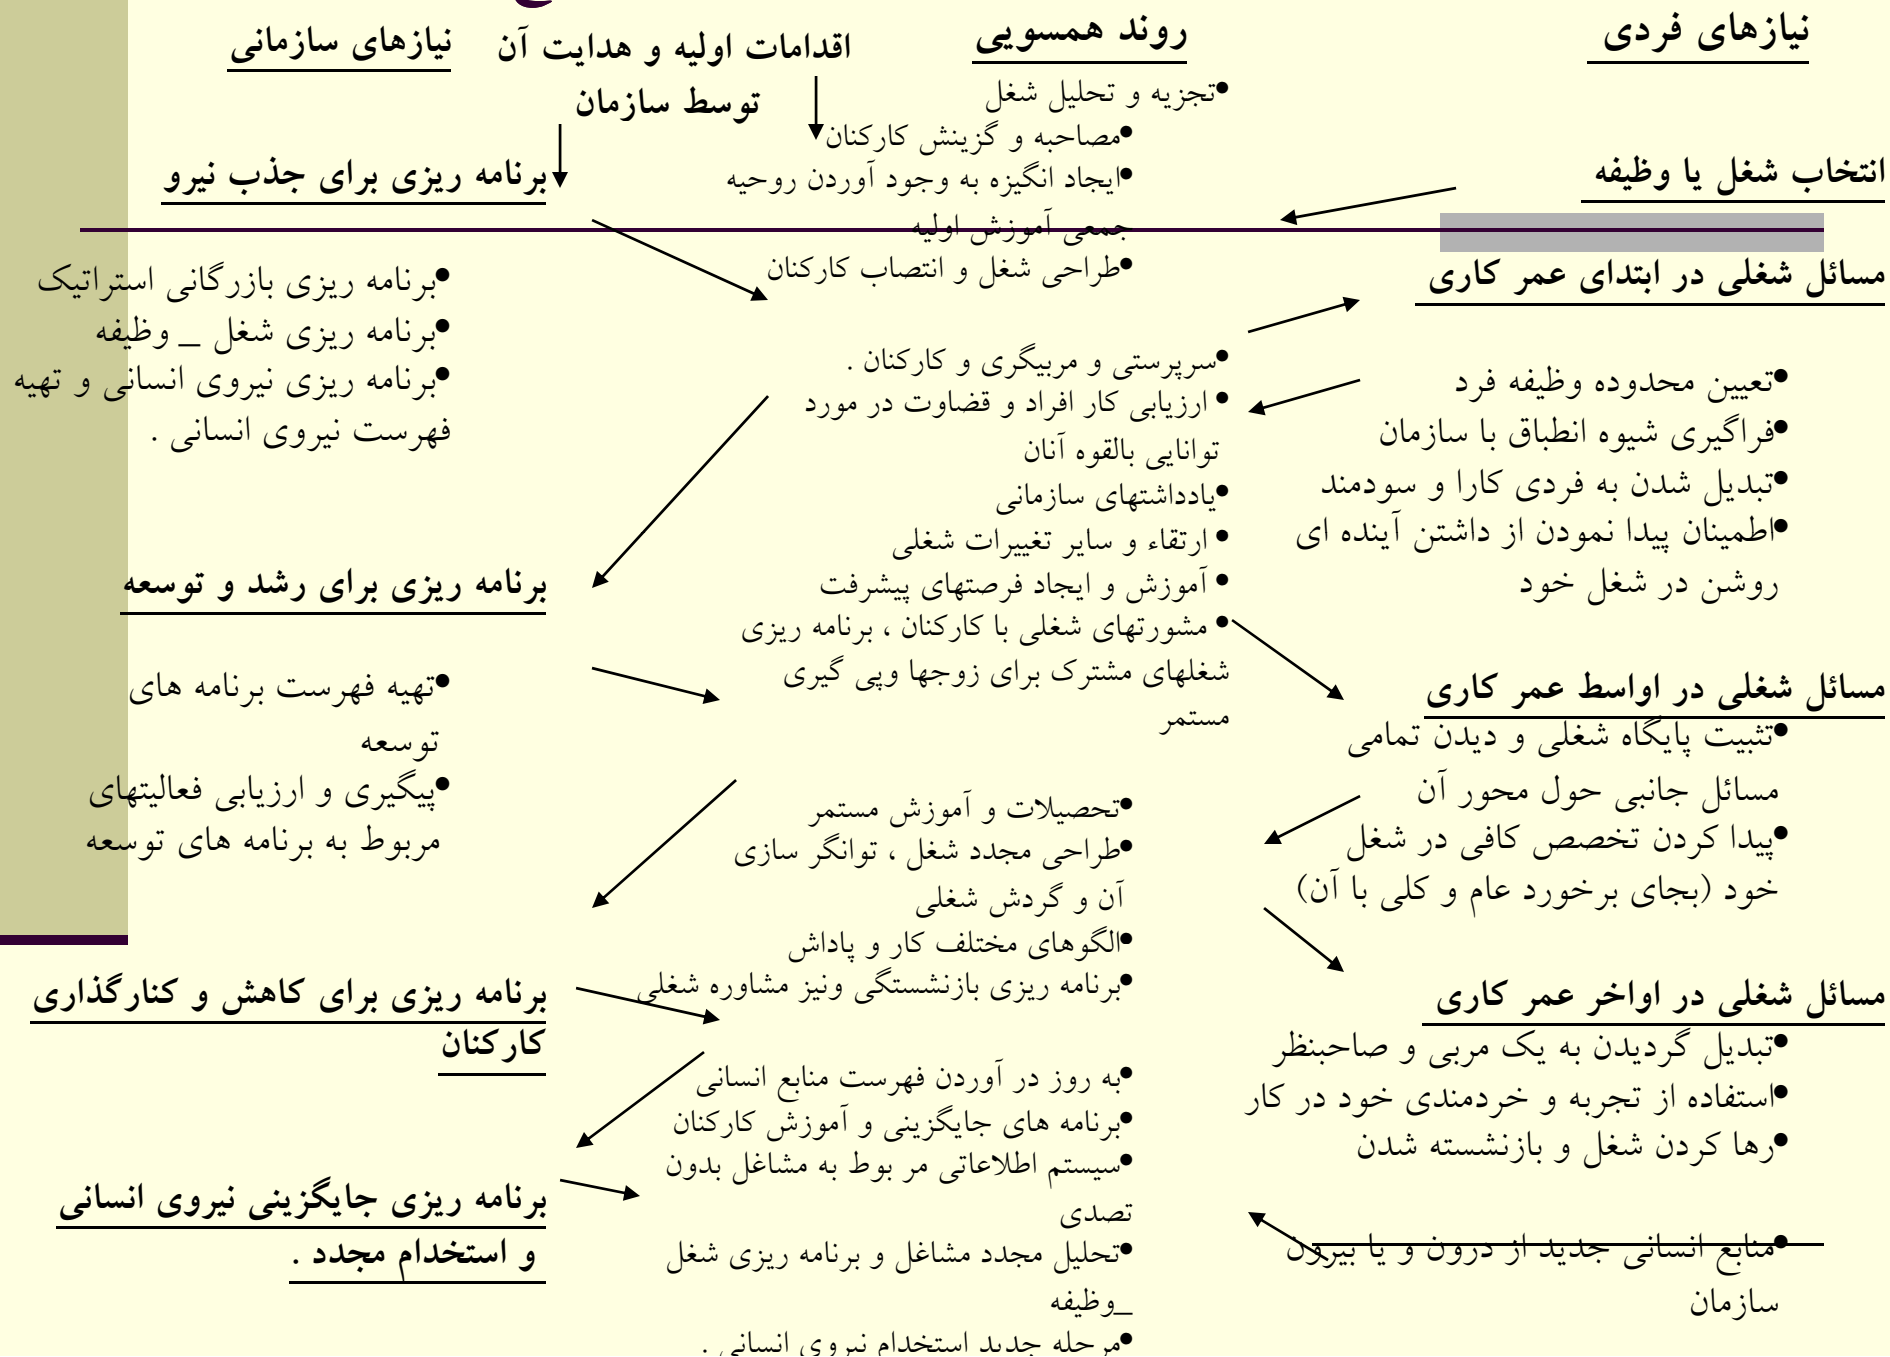 نیازهای فردی
انتخاب شغل یا وظیفه
مسائل شغلی در ابتدای عمر کاری
•تعیین محدوده وظیفه فرد
•فراگیری شیوه انطباق با سازمان
•تبدیل شدن به فردی کارا و سودمند
•اطمینان پیدا نمودن از داشتن آینده ای
روشن در شغل خود
مسائل شغلی در اواسط عمر کاری
•تثبیت پایگاه شغلی و دیدن تمامی
مسائل جانبی حول محور آن
•پیدا کردن تخصص کافی در شغل
خود (بجای برخورد عام و کلی با آن)
مسائل شغلی در اواخر عمر کاری
•تبدیل گردیدن به یک مربی و صاحبنظر
•استفاده از تجربه و خردمندی خود در کار
•رها کردن شغل و بازنشسته شدن
•منابع انسانی جدید از درون و یا بیرون
سازمان
روند همسویی
•تجزیه و تحلیل شغل
•مصاحبه و گزینش کارکنان
•ایجاد انگیزه به وجود آوردن روحیه
جمعی آموزش اولیه
•طراحی شغل و انتصاب کارکنان
•سرپرستی و مربیگری و کارکنان .
• ارزیابی کار افراد و قضاوت در مورد
توانایی بالقوه آنان
•یادداشتهای سازمانی
• ارتقاء و سایر تغییرات شغلی
• آموزش و ایجاد فرصتهای پیشرفت
• مشورتهای شغلی با کارکنان ، برنامه ریزی
شغلهای مشترک برای زوجها وپی گیری
مستمر
•تحصیلات و آموزش مستمر
•طراحی مجدد شغل ، توانگر سازی
آن و گردش شغلی
•الگوهای مختلف کار و پاداش
•برنامه ریزی بازنشستگی ونیز مشاوره شغلی
•به روز در آوردن فهرست منابع انسانی
•برنامه های جایگزینی و آموزش کارکنان
•سیستم اطلاعاتی مر بوط به مشاغل بدون
تصدی
•تحلیل مجدد مشاغل و برنامه ریزی شغل
_وظیفه
•مرحله جدید استخدام نیروی انسانی .
اقدامات اولیه و هدایت آن
توسط سازمان
نیازهای سازمانی
برنامه ریزی برای جذب نیرو
•برنامه ریزی بازرگانی استراتیک
•برنامه ریزی شغل _ وظیفه
•برنامه ریزی نیروی انسانی و تهیه
فهرست نیروی انسانی .
برنامه ریزی برای رشد و توسعه
•تهیه فهرست برنامه های
توسعه
•پیگیری و ارزیابی فعالیتهای
مربوط به برنامه های توسعه
برنامه ریزی برای کاهش و کنارگذاری
کارکنان
برنامه ریزی جایگزینی نیروی انسانی
و استخدام مجدد .